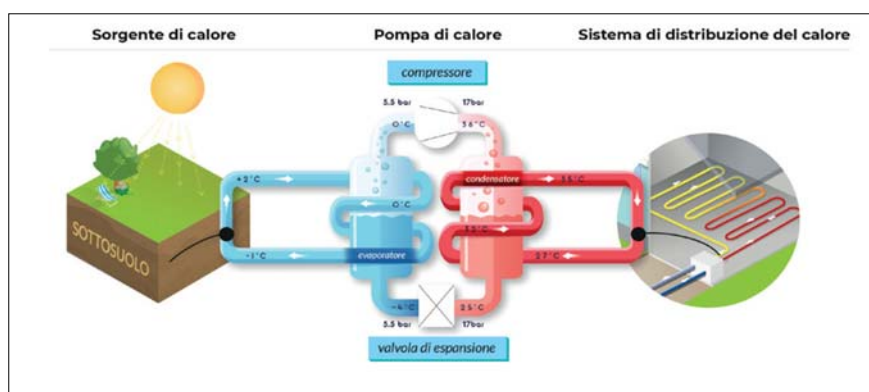 Sorgente di calore
Pompa di calore
Sistema di distribuzione del calore
compressore
5.5 bar
17bar
0°C
56°C
+2°C
condensatore
35°C
0°C
SOTTOSUOLO
-1°C
evaporatore
27°C
-4°C
25°C
5.5 bar
17bar
valvola di espansione